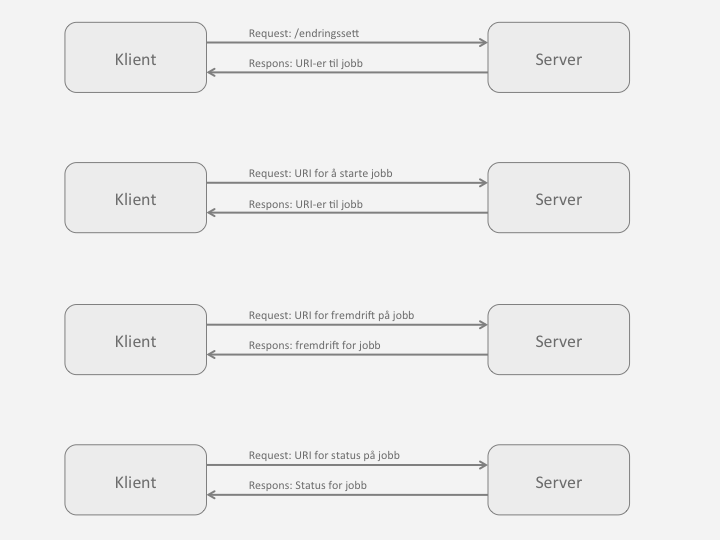 Request: /endringssett
Klient
Server
Respons: URI-er til jobb
Request: URI for å starte jobb
Klient
Server
Respons: URI-er til jobb
Request: URI for fremdrift på jobb
Klient
Server
Respons: fremdrift for jobb
Request: URI for status på jobb
Klient
Server
Respons: Status for jobb